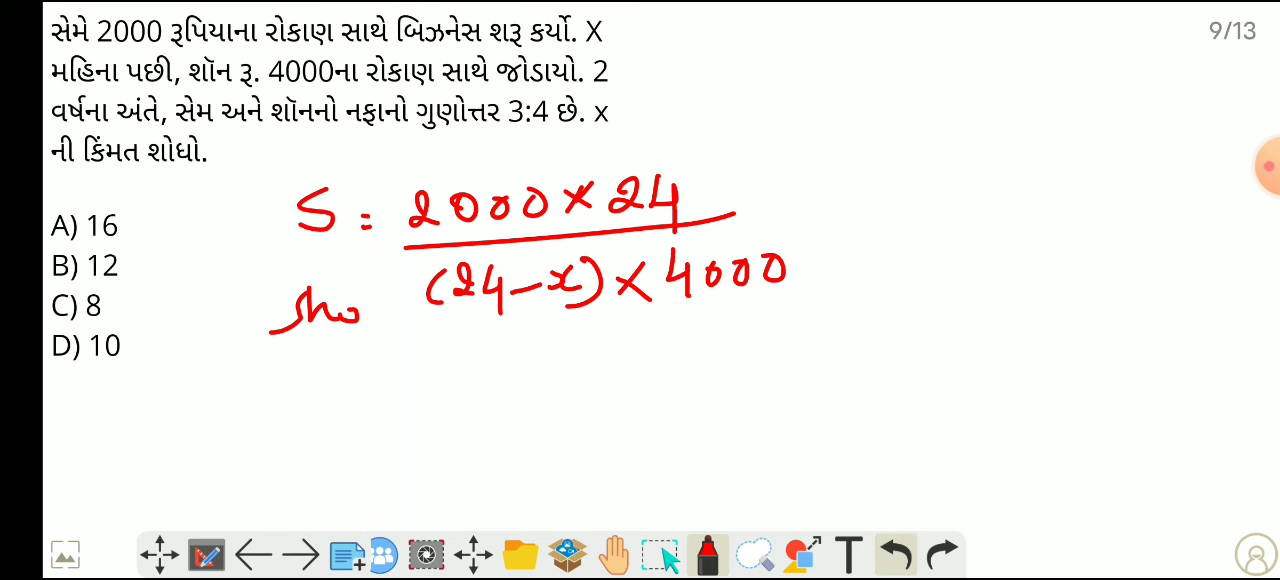 સેમે 2000 રૂપિયાના રોકાણ સાથે બિઝનેસ શરૂ કર્યો. X
9/13
મહિના પછી, શૉન રૂ. 4000ના રોકાણ સાથે જોડાયો. 2
વર્ષના અંતે, સેમ અને શૉનનો નફાનો ગુણોત્તર 3:4 છે. x
ની કિંમત શોધો.
S = 2000 × 24
A) 16
B) 12
(24-x) × 4000
C) 8
Sho
D) 10
T